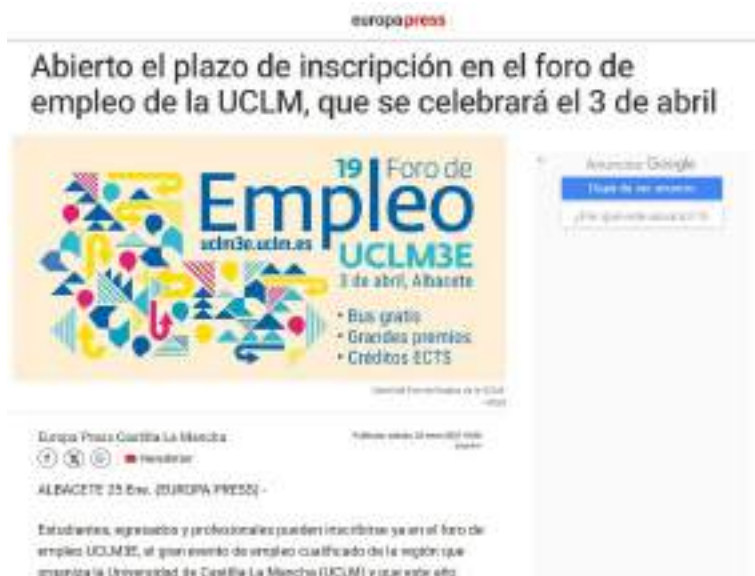 europapress
Abierto el plazo de inscripción en el foro de
empleo de la UCLM, que se celebrará el 3 de abril
19 Foro de
Empleo
uclm3e.uclm.es
UCLM3E
3 de abril, Albacete
• Bus gratis
• Grandes premios
• Créditos ECTS
Anuncios Google
Europa Press Castilla-La Mancha
Newsletter
ALBACETE 25 Ene. (EUROPA PRESS) -
Estudiantes, egresados y profesionales pueden inscribirse ya en el foro de
empleo UCLM3E, el gran evento de empleo cualificado de la región que
organiza la Universidad de Castilla-La Mancha (UCLM) y que este año